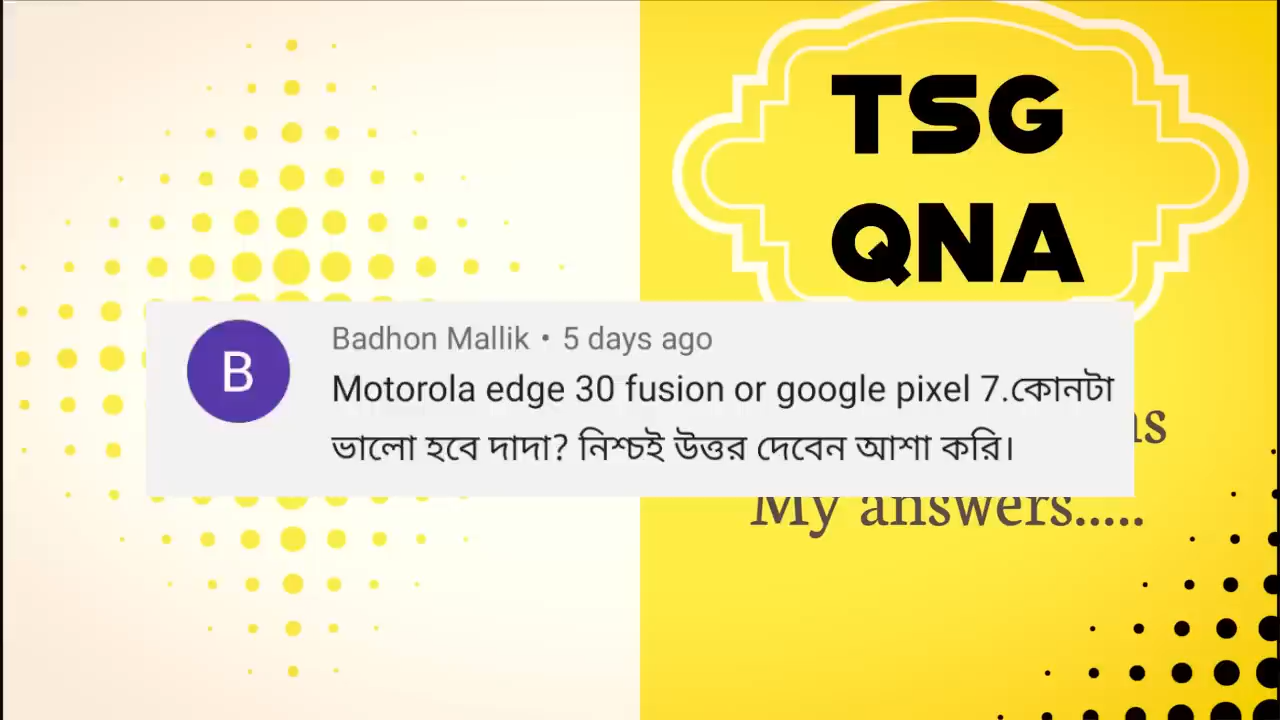 TSG
QNA
B
Badhon Mallik • 5 days ago
Motorola edge 30 fusion or google pixel 7.কোনটা
ভালো হবে দাদা? নিশ্চই উত্তর দেবেন আশা করি।
My answers.....